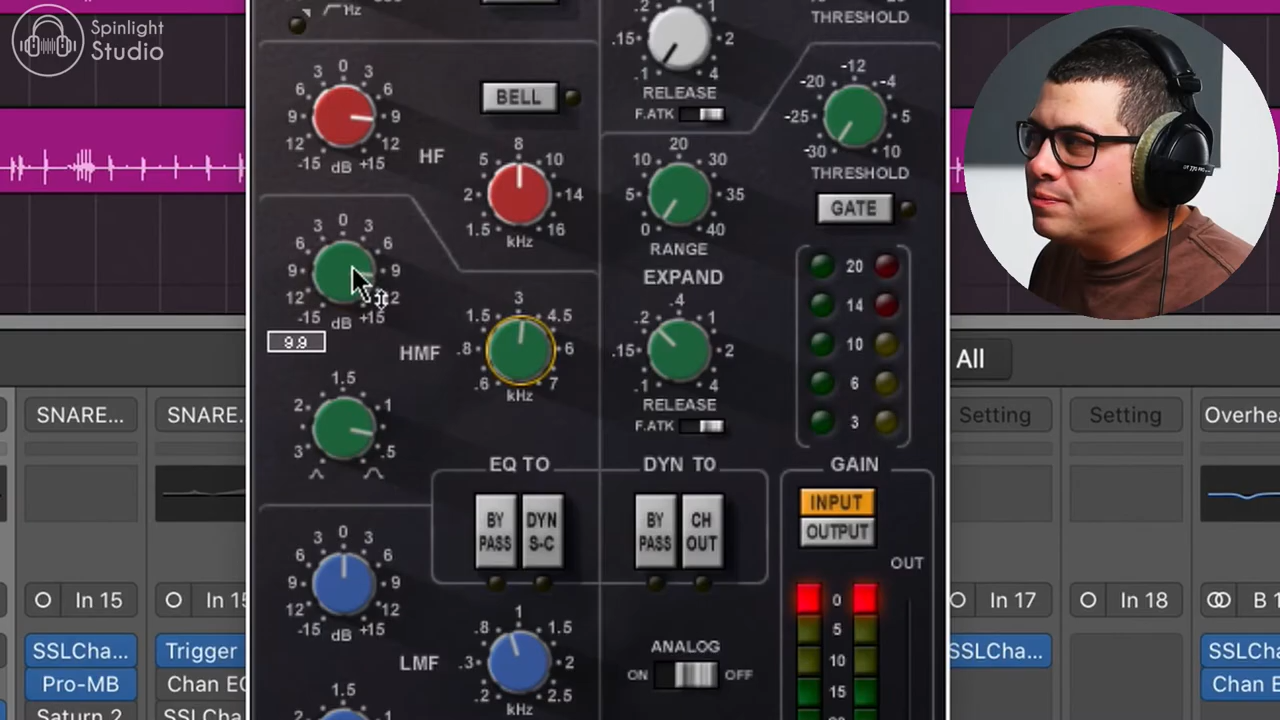 Spinlight
Studio
Hz
.2 1
.15 2
.1 4
RELEASE
F.ATK
THRESHOLD
-12
-20 -4
-25 5
-30 10
THRESHOLD
GATE
3 0 3
6 6
9 9
12 12
-15 dB +15
HF
BELL
8
5 10
2 14
1.5 16
kHz
20
10 30
5 35
0 40
RANGE
EXPAND
3 0 3
6 6
9 9
12 12
-15 dB +15
9.9
HMF
3
1.5 4.5
.8 6
.6 7
kHz
.4
.2 1
.15 2
.1 4
RELEASE
F.ATK
20
14
10
6
3
1.5
2 1
3 .5
EQ TO
BY
PASS
DYN
S-C
DYN TO
BY
PASS
CH
OUT
GAIN
INPUT
OUTPUT
OUT
0
5
10
15
3 0 3
6 6
9 9
12 12
-15 dB +15
LMF
1
.8 1.5
.3 2
.2 2.5
kHz
ANALOG
ON OFF
1.5
2 1
All
SNARE... SNARE. Setting Setting Overhea
In 15 In 15 In 17 In 18 B 1
SSLCha... Trigger SSLCha... SSLCha
Pro-MB Chan EQ Chan E
Saturn 2 SSLCha